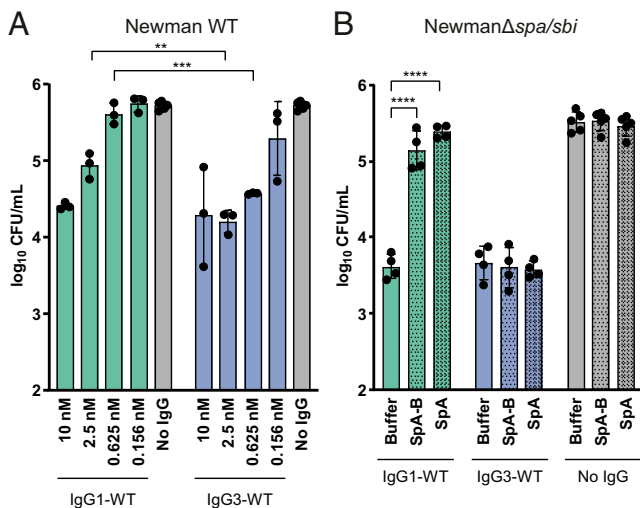 A
Newman WT
**
***
log10 CFU/mL
6
5
4
3
2
10 nM
2.5 nM
0.625 nM
0.156 nM
No IgG
10 nM
2.5 nM
0.625 nM
0.156 nM
No IgG
IgG1-WT
IgG3-WT
B
NewmanΔspa/sbi
****
****
log10 CFU/mL
6
5
4
3
2
Buffer
SpA-B
SpA
Buffer
SpA-B
SpA
Buffer
SpA-B
SpA
IgG1-WT
IgG3-WT
No IgG